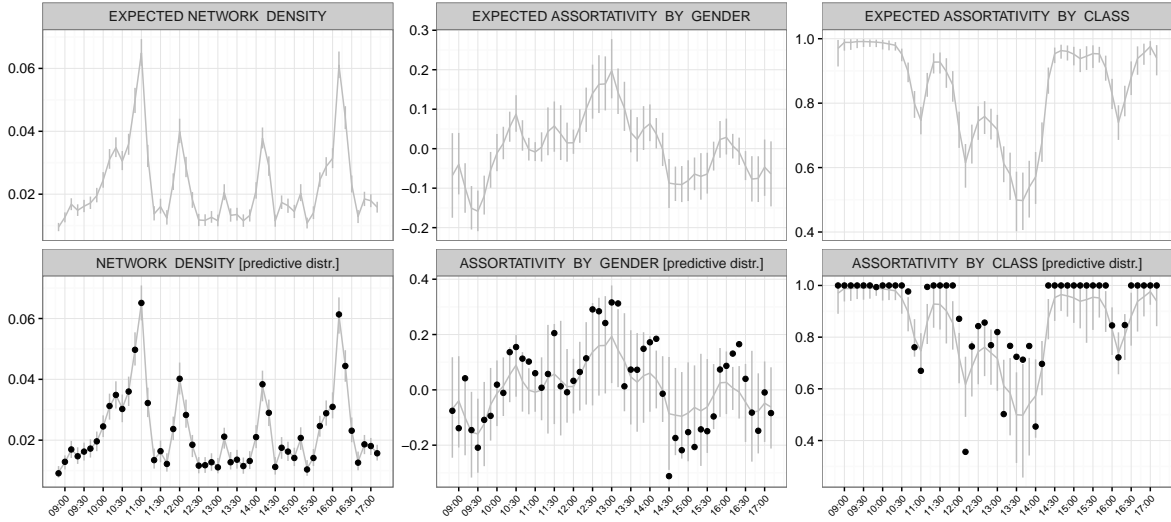 EXPECTED NETWORK DENSITY
0.06
0.04
0.02
EXPECTED ASSORTATIVITY BY GENDER
0.3
0.2
0.1
0.0
−0.1
−0.2
EXPECTED ASSORTATIVITY BY CLASS
1.0
0.8
0.6
0.4
NETWORK DENSITY [predictive distr.]
0.06
0.04
0.02
09:00 09:30 10:00 10:30 11:00 11:30 12:00 12:30 13:00 13:30 14:00 14:30 15:00 15:30 16:00 16:30 17:00
ASSORTATIVITY BY GENDER [predictive distr.]
0.4
0.2
0.0
−0.2
09:00 09:30 10:00 10:30 11:00 11:30 12:00 12:30 13:00 13:30 14:00 14:30 15:00 15:30 16:00 16:30 17:00
ASSORTATIVITY BY CLASS [predictive distr.]
1.0
0.8
0.6
0.4
09:00 09:30 10:00 10:30 11:00 11:30 12:00 12:30 13:00 13:30 14:00 14:30 15:00 15:30 16:00 16:30 17:00